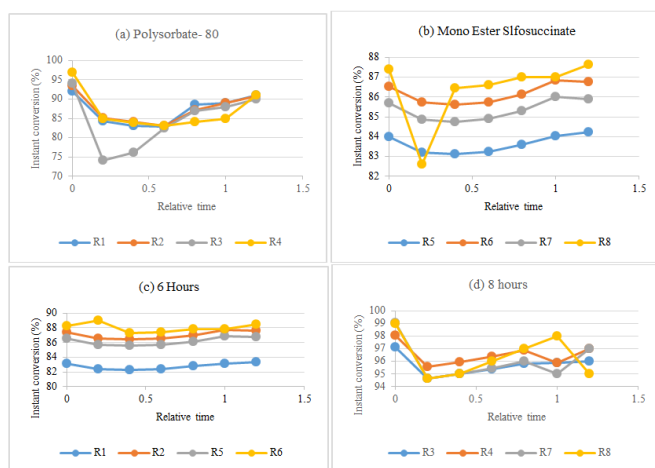 (a) Polysorbate- 80
Instant conversion (%)
100
95
90
85
80
75
70
0
0.5
1
1.5
Relative time
R1
R2
R3
R4
(b) Mono Ester Slfosuccinate
Instant conversion (%)
88
87
86
85
84
83
82
0
0.5
1
1.5
Relative time
R5
R6
R7
R8
(c) 6 Hours
Instant conversion (%)
90
88
86
84
82
80
0
0.5
1
1.5
Relative time
R1
R2
R5
R6
(d) 8 hours
Instant conversion (%)
100
99
98
97
96
95
94
0
0.5
1
1.5
Relative time
R3
R4
R7
R8